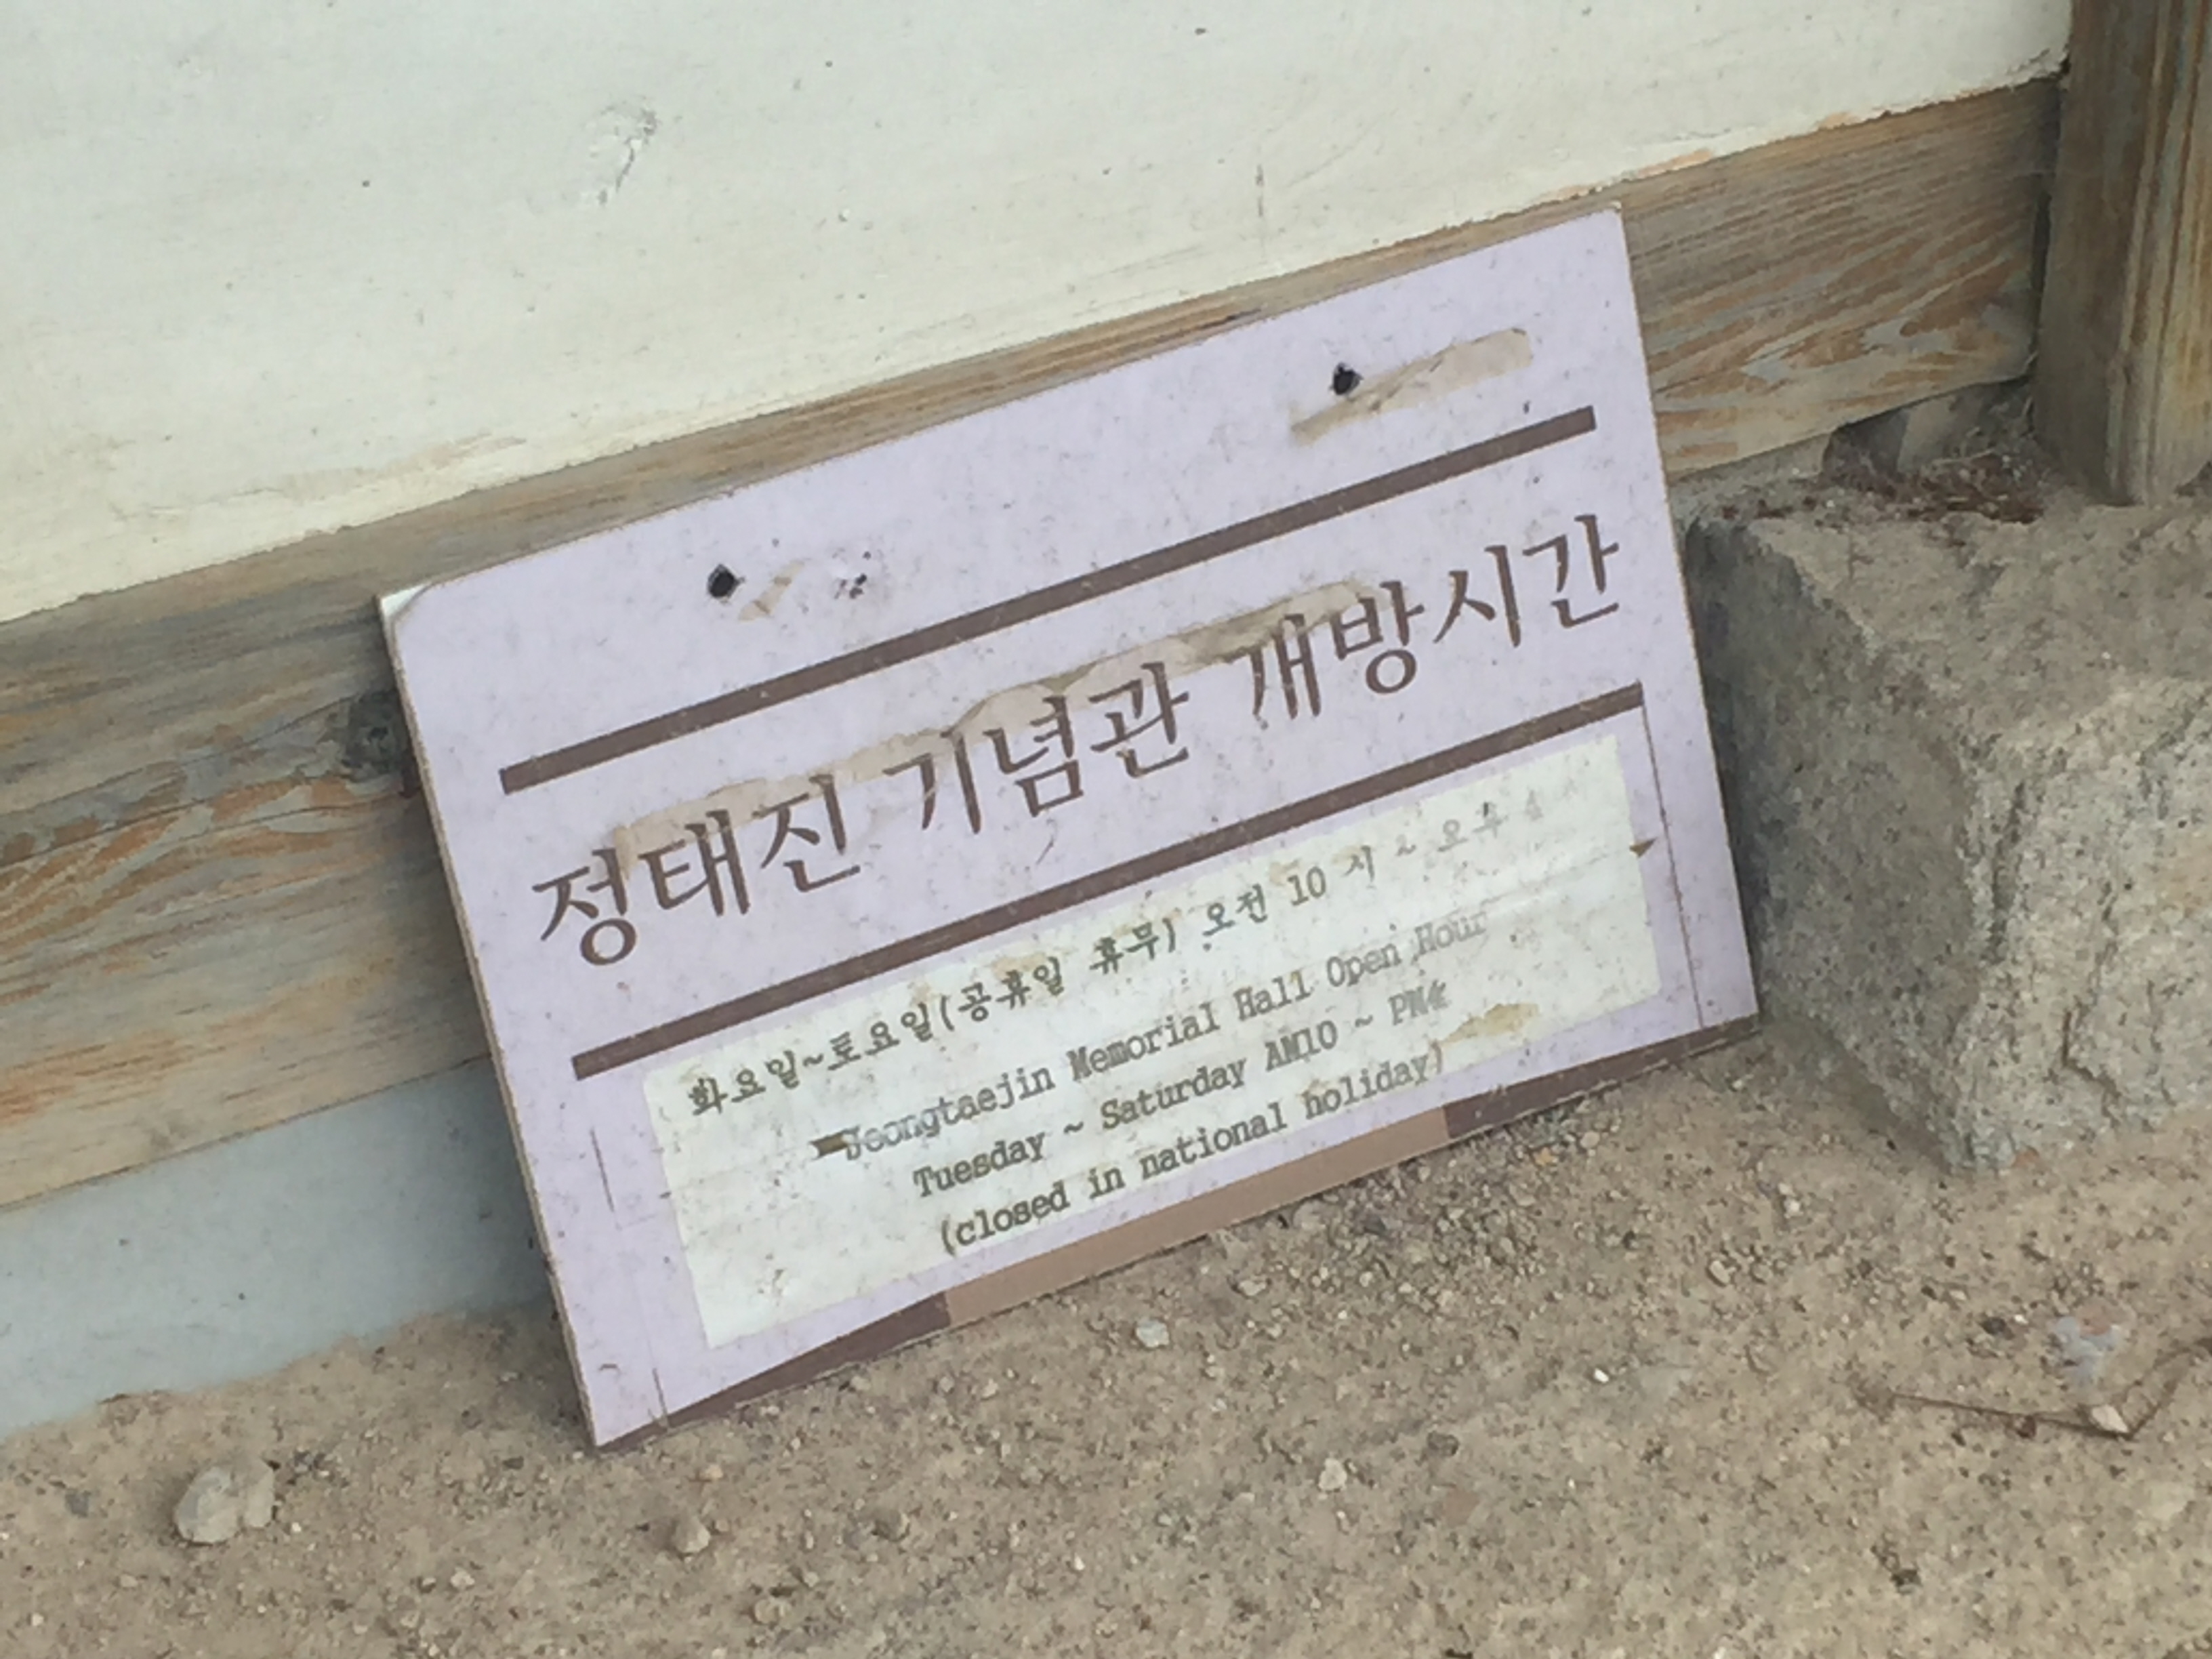 정태진 기념관 개방시간
화요일~토요일(공휴일 휴무) 오전 10 시 ~ 오후 4 시
Jeongtaejin Memorial Hall Open Hour
Tuesday ~ Saturday AM10 ~ PM4
(closed in national holiday)